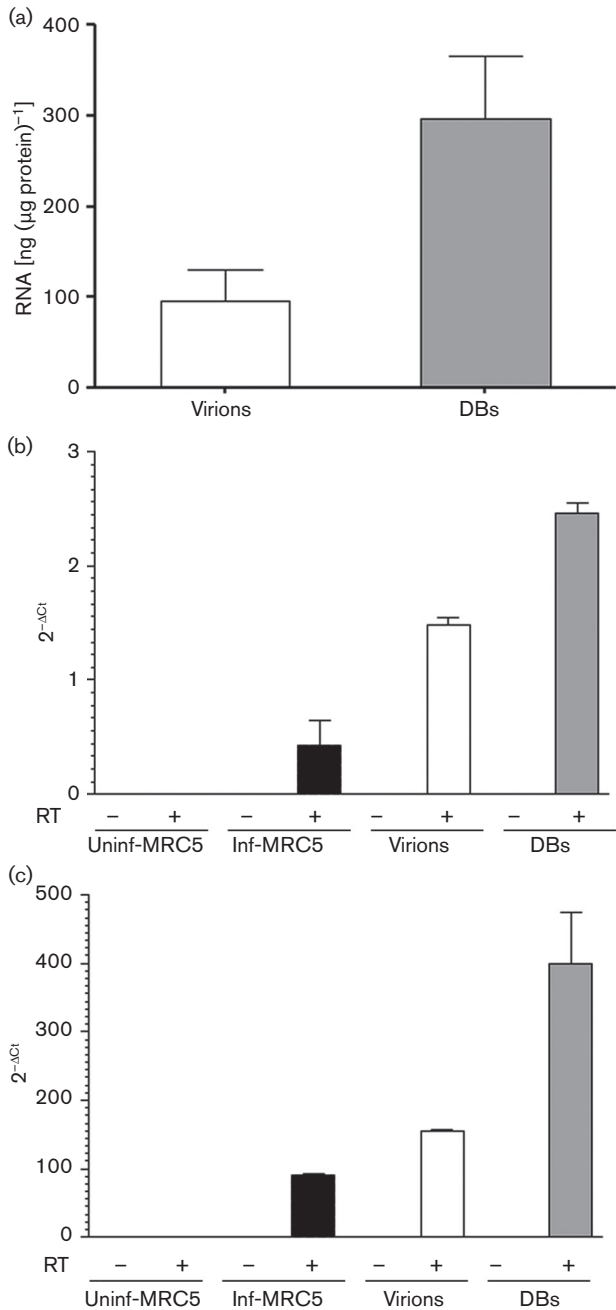 (a)
400
300
200
100
0
RNA [ng (μg protein)⁻¹]
Virions DBs
(b)
3
2
1
0
2⁻ΔCt
RT – + – + – + – +
Uninf-MRC5 Inf-MRC5 Virions DBs
(c)
500
400
300
200
100
0
2⁻ΔCt
RT – + – + – + – +
Uninf-MRC5 Inf-MRC5 Virions DBs